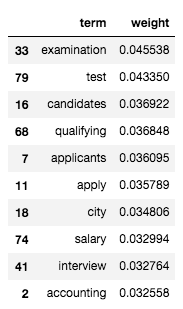 term weight
33 examination 0.045538
79 test 0.043350
16 candidates 0.036922
68 qualifying 0.036848
7 applicants 0.036095
11 apply 0.035789
18 city 0.034806
74 salary 0.032994
41 interview 0.032764
2 accounting 0.032558